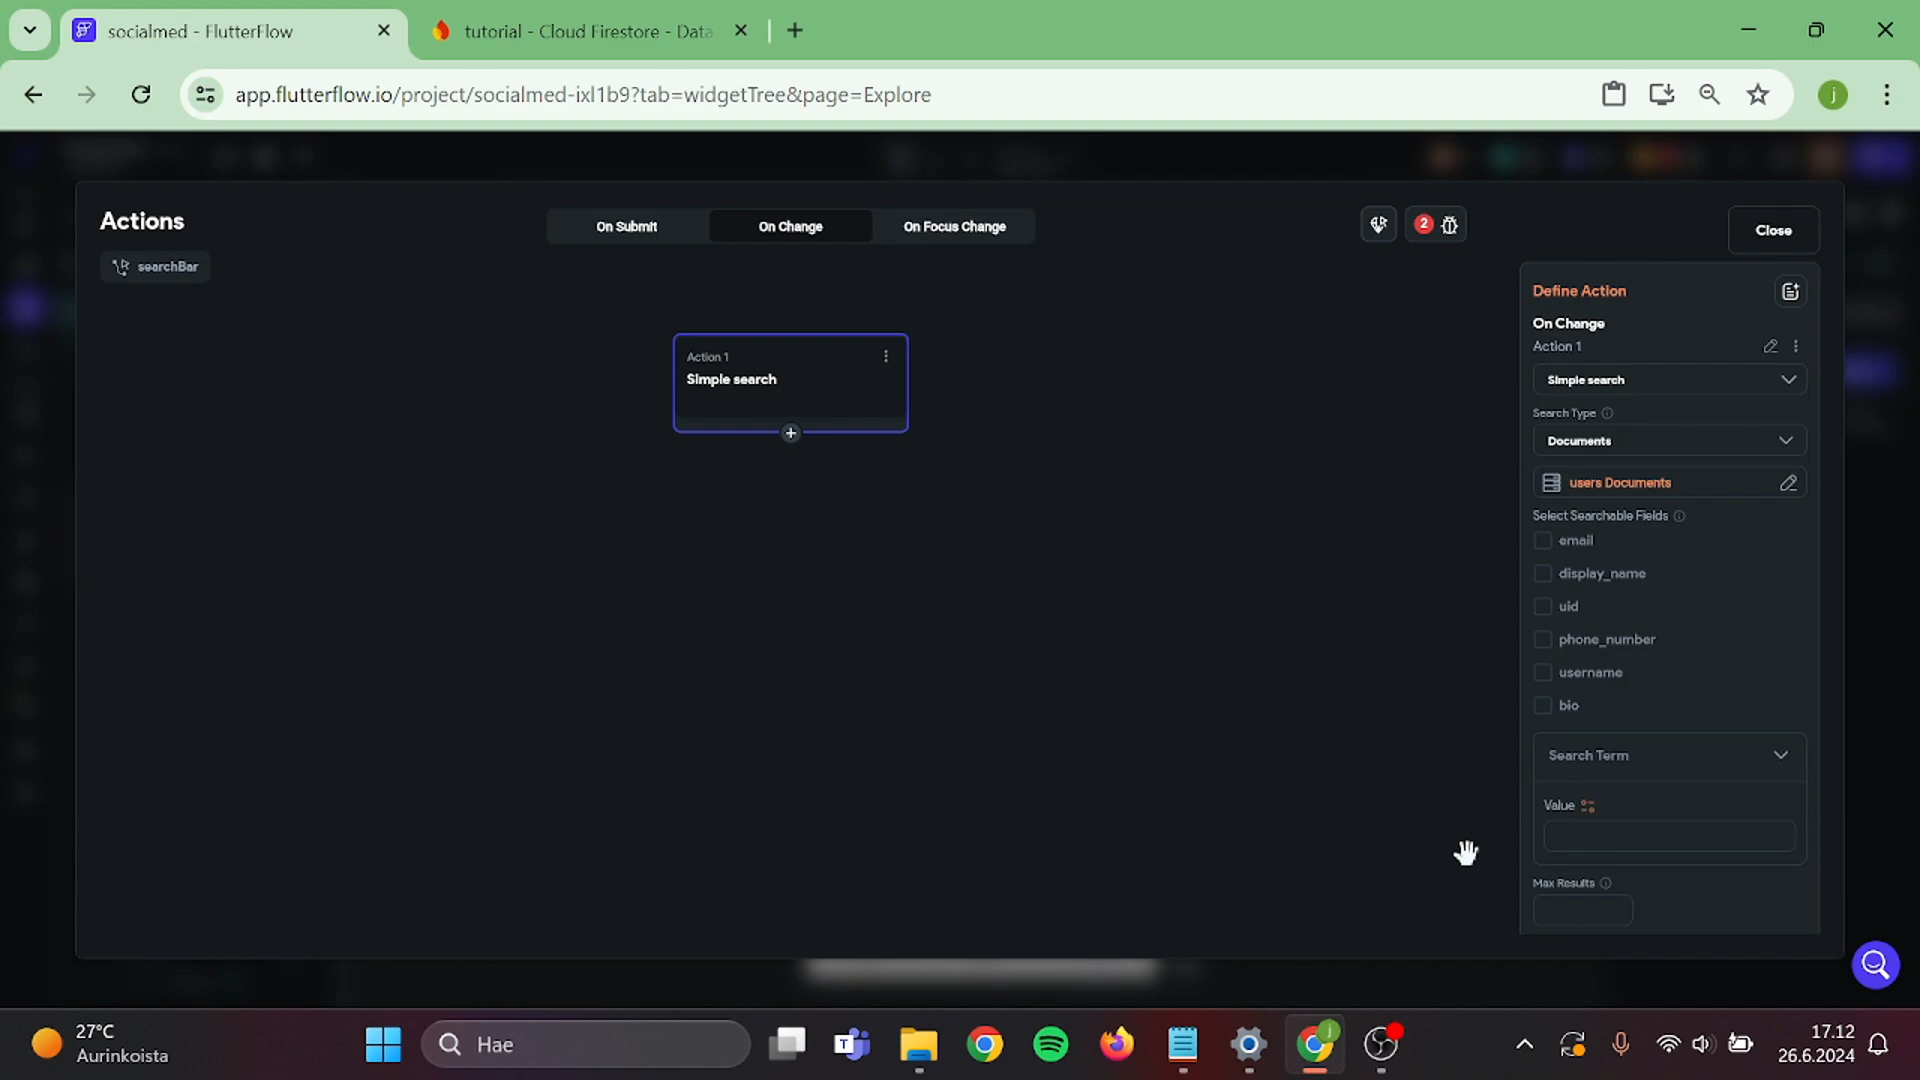 socialmed - FlutterFlow
tutorial - Cloud Firestore - Data
app.flutterflow.io/project/socialmed-ixl1b9?tab=widgetTree&page=Explore
j
Actions
On Submit
On Change
On Focus Change
2
Close
searchBar
Action 1
Simple search
Define Action
On Change
Action 1
Simple search
Search Type
Documents
users Documents
Select Searchable Fields
email
display_name
uid
phone_number
username
bio
Search Term
Value
Max Results
27°C
Aurinkoista
Hae
17.12
26.6.2024